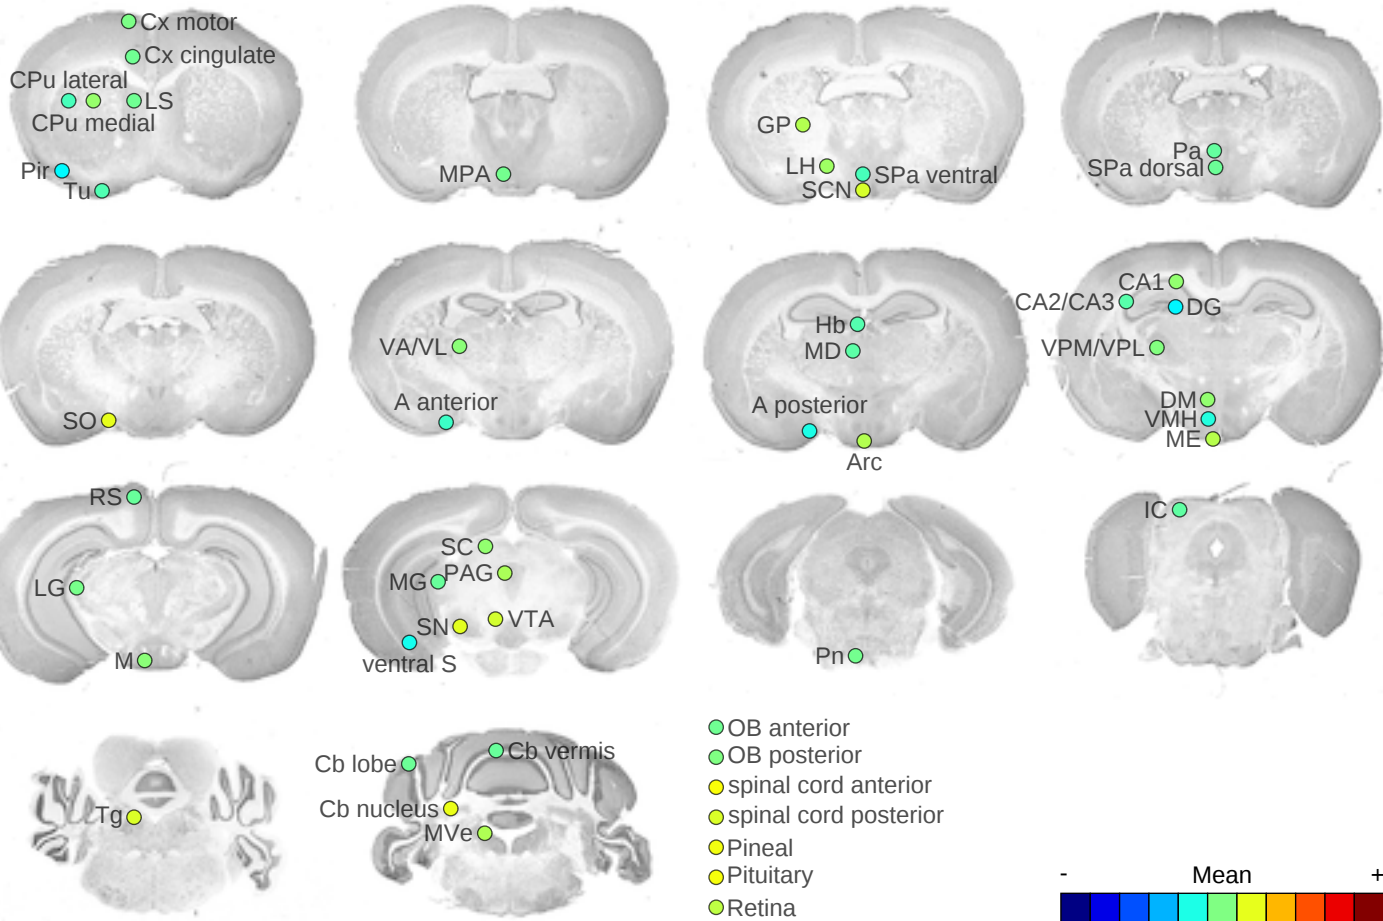 Cx motor
Cx cingulate
CPu lateral
LS
CPu medial
Pir
Tu
MPA
GP
LH
SPa ventral
SCN
Pa
SPa dorsal
SO
VA/VL
A anterior
Hb
MD
A posterior
Arc
CA1
CA2/CA3
DG
VPM/VPL
DM
VMH
ME
RS
LG
M
SC
MG
PAG
SN
VTA
ventral S
Pn
IC
Tg
Cb lobe
Cb vermis
Cb nucleus
MVe
OB anterior
OB posterior
spinal cord anterior
spinal cord posterior
Pineal
Pituitary
Retina
- Mean +